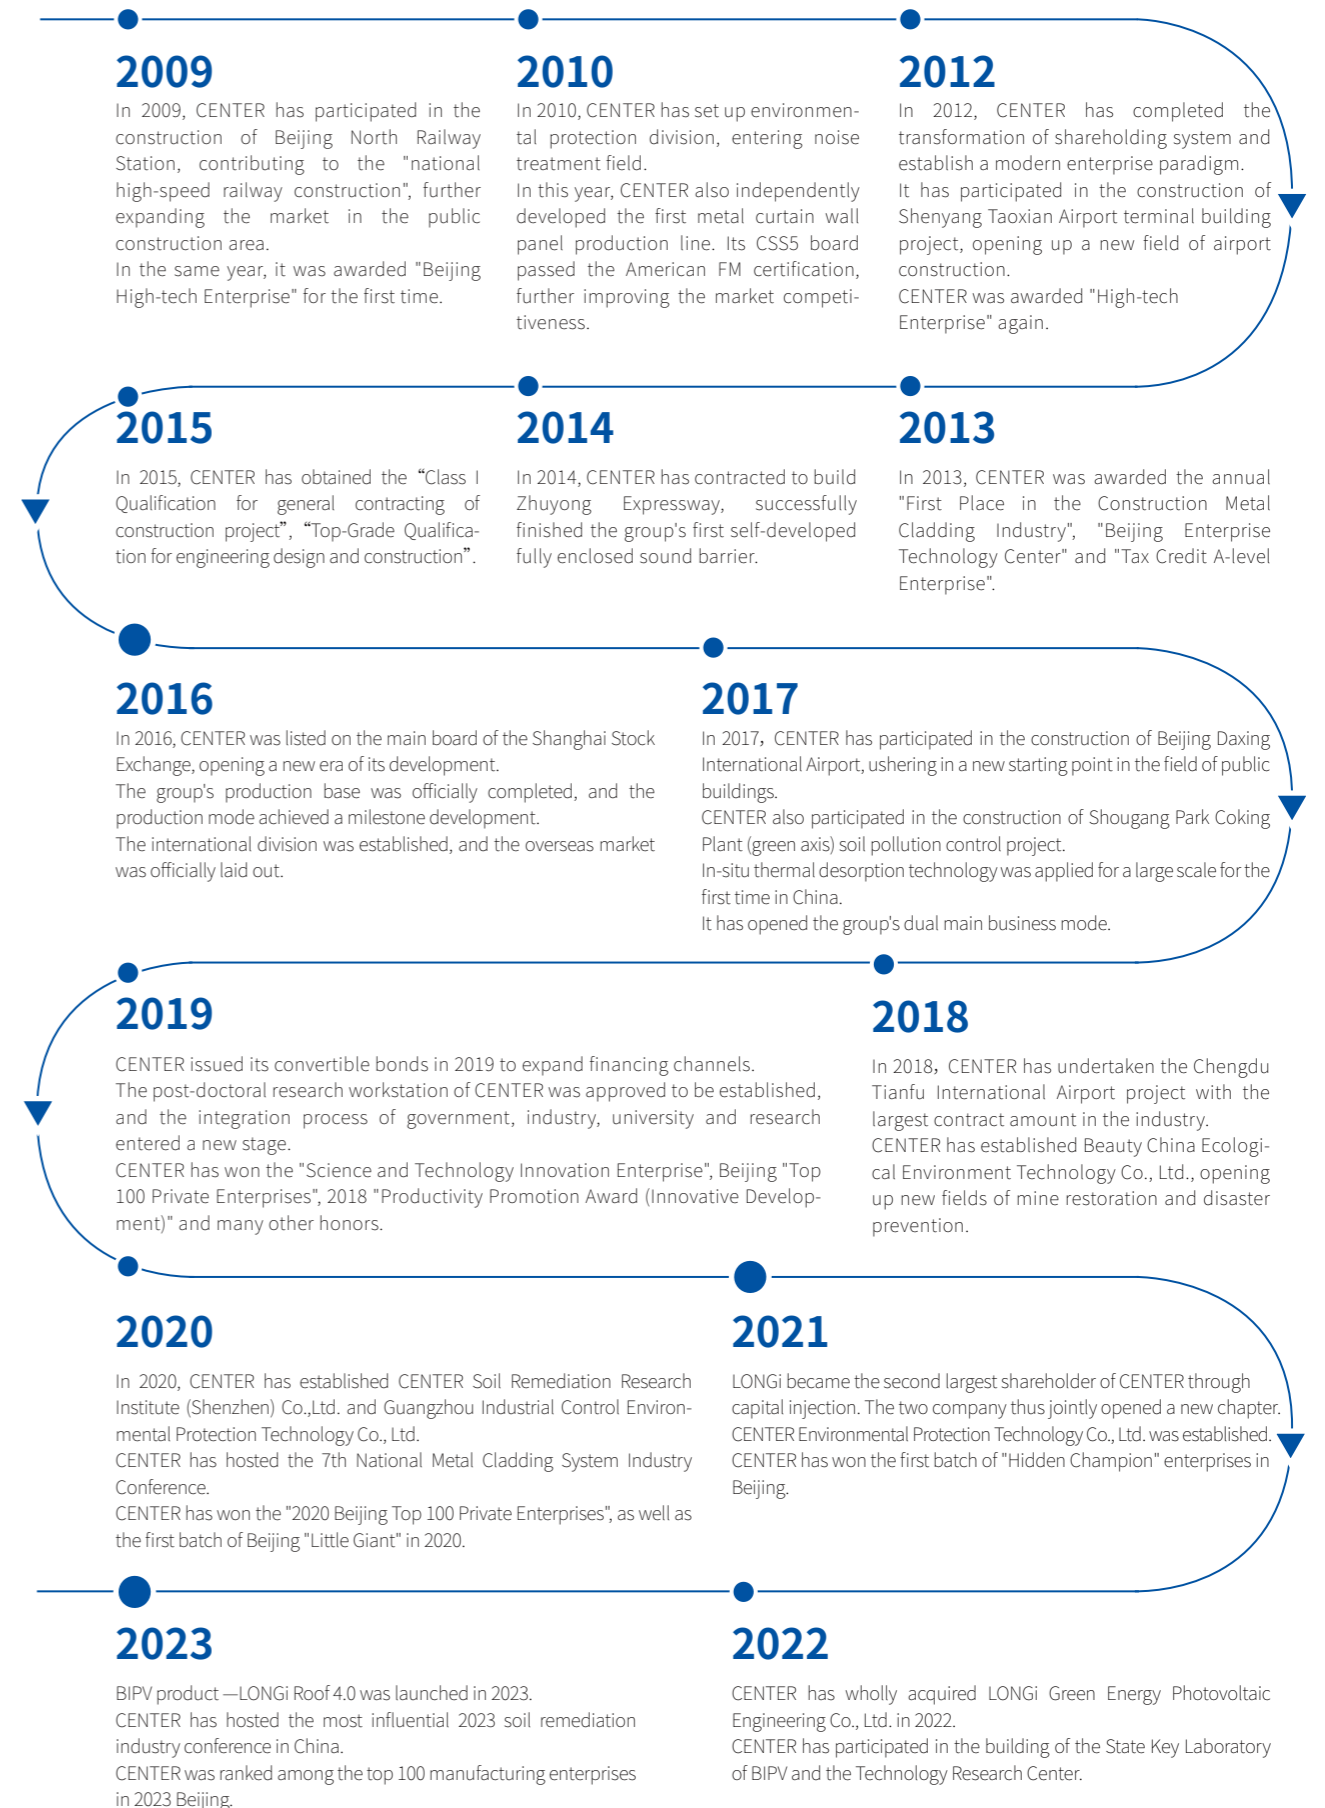 2009
In 2009, CENTER has participated in the
construction of Beijing North Railway
Station, contributing to the "national
high-speed railway construction", further
expanding the market in the public
construction area.
In the same year, it was awarded "Beijing
High-tech Enterprise" for the first time.
2010
In 2010, CENTER has set up environmen-
tal protection division, entering noise
treatment field.
In this year, CENTER also independently
developed the first metal curtain wall
panel production line. Its CSS5 board
passed the American FM certification,
further improving the market competi-
tiveness.
2012
In 2012, CENTER has completed the
transformation of shareholding system and
establish a modern enterprise paradigm.
It has participated in the construction of
Shenyang Taoxian Airport terminal building
project, opening up a new field of airport
construction.
CENTER was awarded "High-tech
Enterprise" again.
2013
In 2013, CENTER was awarded the annual
"First Place in the Construction Metal
Cladding Industry", "Beijing Enterprise
Technology Center" and "Tax Credit A-level
Enterprise".
2014
In 2014, CENTER has contracted to build
Zhuyong Expressway, successfully
finished the group's first self-developed
fully enclosed sound barrier.
2015
In 2015, CENTER has obtained the “Class I
Qualification for general contracting of
construction project”, “Top-Grade Qualifica-
tion for engineering design and construction”.
2016
In 2016, CENTER was listed on the main board of the Shanghai Stock
Exchange, opening a new era of its development.
The group's production base was officially completed, and the
production mode achieved a milestone development.
The international division was established, and the overseas market
was officially laid out.
2017
In 2017，CENTER has participated in the construction of Beijing Daxing
International Airport, ushering in a new starting point in the field of public
buildings.
CENTER also participated in the construction of Shougang Park Coking
Plant (green axis) soil pollution control project.
In-situ thermal desorption technology was applied for a large scale for the
first time in China.
It has opened the group's dual main business mode.
2018
In 2018，CENTER has undertaken the Chengdu
Tianfu International Airport project with the
largest contract amount in the industry.
CENTER has established Beauty China Ecologi-
cal Environment Technology Co., Ltd., opening
up new fields of mine restoration and disaster
prevention.
2019
CENTER issued its convertible bonds in 2019 to expand financing channels.
The post-doctoral research workstation of CENTER was approved to be established,
and the integration process of government, industry, university and research
entered a new stage.
CENTER has won the "Science and Technology Innovation Enterprise", Beijing "Top
100 Private Enterprises", 2018 "Productivity Promotion Award (Innovative Develop-
ment)" and many other honors.
2020
In 2020, CENTER has established CENTER Soil Remediation Research
Institute (Shenzhen) Co.,Ltd. and Guangzhou Industrial Control Environ-
mental Protection Technology Co., Ltd.
CENTER has hosted the 7th National Metal Cladding System Industry
Conference.
CENTER has won the "2020 Beijing Top 100 Private Enterprises", as well as
the first batch of Beijing "Little Giant" in 2020.
2021
LONGi became the second largest shareholder of CENTER through
capital injection. The two company thus jointly opened a new chapter.
CENTER Environmental Protection Technology Co., Ltd. was established.
CENTER has won the first batch of "Hidden Champion" enterprises in
Beijing.
2022
CENTER has wholly acquired LONGi Green Energy Photovoltaic
Engineering Co., Ltd. in 2022.
CENTER has participated in the building of the State Key Laboratory
of BIPV and the Technology Research Center.
2023
BIPV product —LONGi Roof 4.0 was launched in 2023.
CENTER has hosted the most influential 2023 soil remediation
industry conference in China.
CENTER was ranked among the top 100 manufacturing enterprises
in 2023 Beijing.